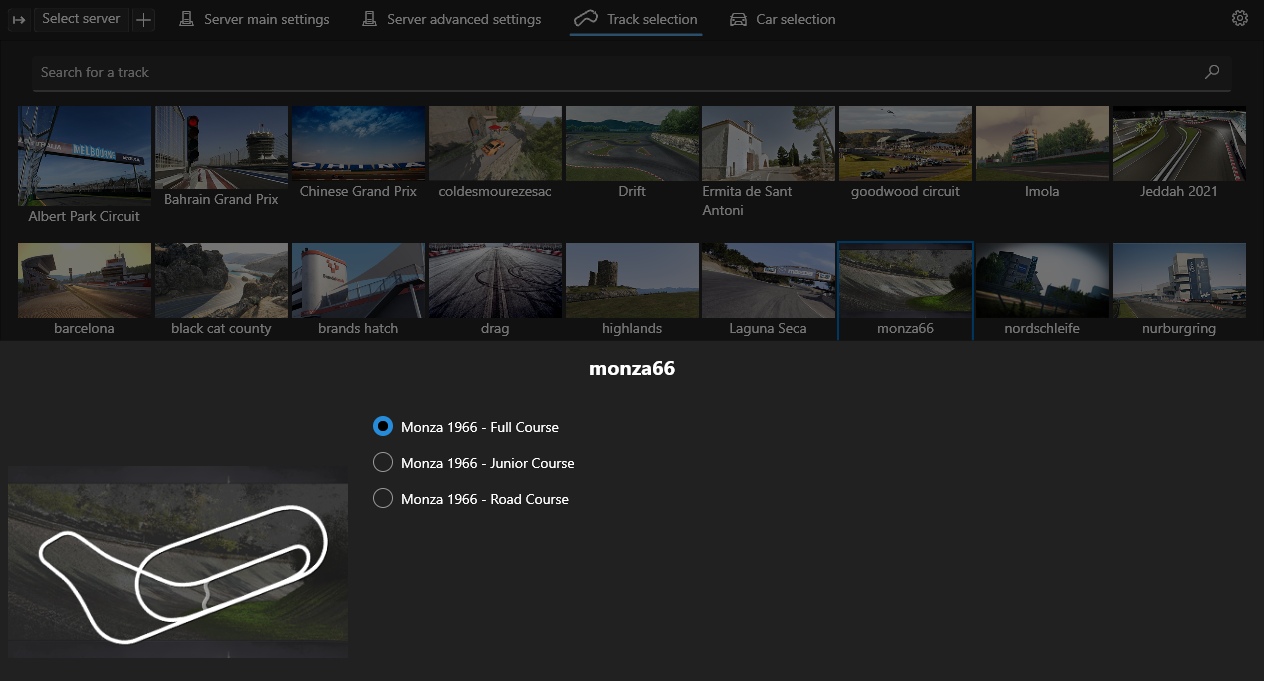 Select server
Server main settings
Server advanced settings
Track selection
Car selection
Search for a track
MELBOURNE
CHINA
Albert Park Circuit
Bahrain Grand Prix
Chinese Grand Prix
coldesmourezesac
Drift
Ermita de Sant
Antoni
goodwood circuit
Imola
Jeddah 2021
barcelona
black cat county
brands hatch
drag
highlands
Laguna Seca
monza66
nordschleife
nurburgring
monza66
Monza 1966 - Full Course
Monza 1966 - Junior Course
Monza 1966 - Road Course